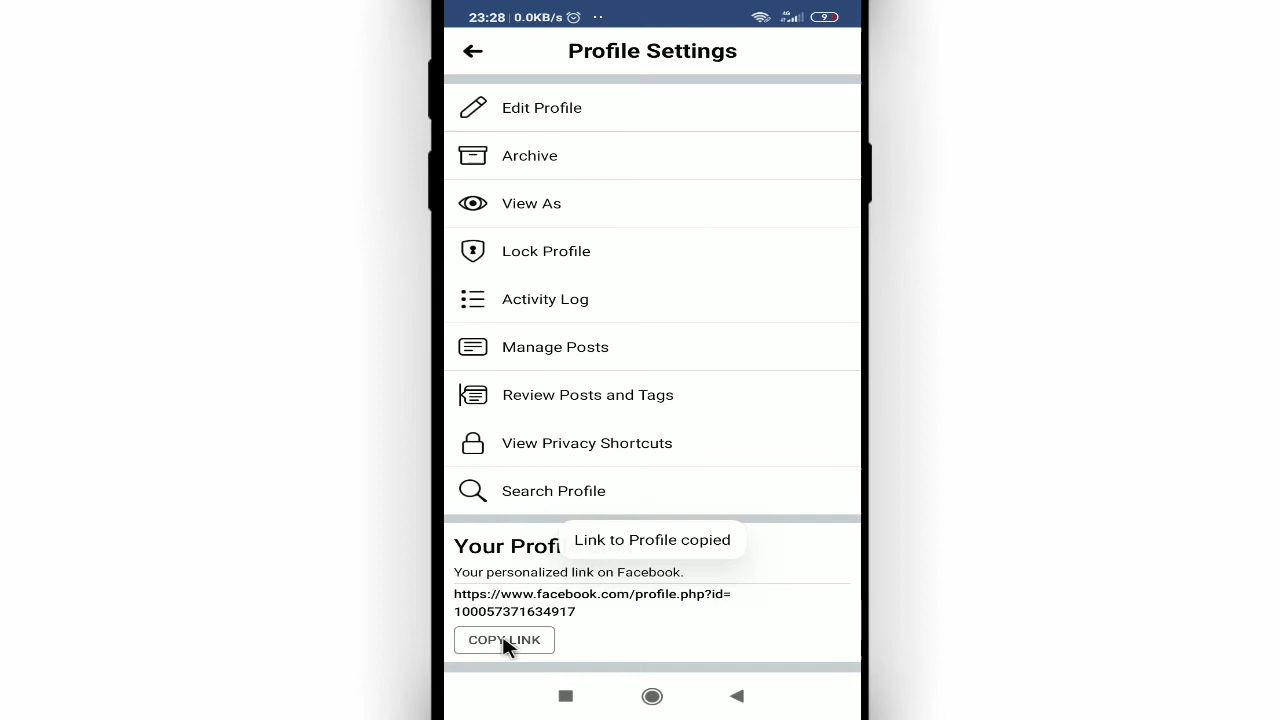 23:28 0.0KB/s 4G 9
Profile Settings
Edit Profile
Archive
View As
Lock Profile
Activity Log
Manage Posts
Review Posts and Tags
View Privacy Shortcuts
Search Profile
Link to Profile copied
Your Profi
Your personalized link on Facebook.
https://www.facebook.com/profile.php?id=
100057371634917
COPY LINK